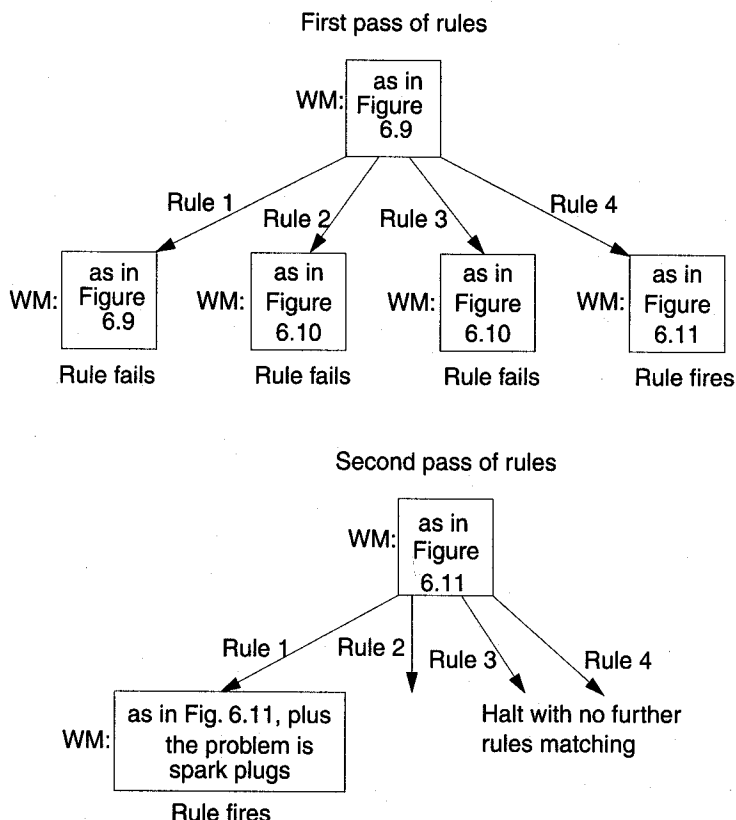 First pass of rules
WM:
as in
Figure
6.9
Rule 1
Rule 2
Rule 3
Rule 4
WM:
as in
Figure
6.9
Rule fails
WM:
as in
Figure
6.10
Rule fails
WM:
as in
Figure
6.10
Rule fails
WM:
as in
Figure
6.11
Rule fires
Second pass of rules
WM:
as in
Figure
6.11
Rule 1
Rule 2
Rule 3
Rule 4
WM:
as in Fig. 6.11, plus
the problem is
spark plugs
Rule fires
Halt with no further
rules matching